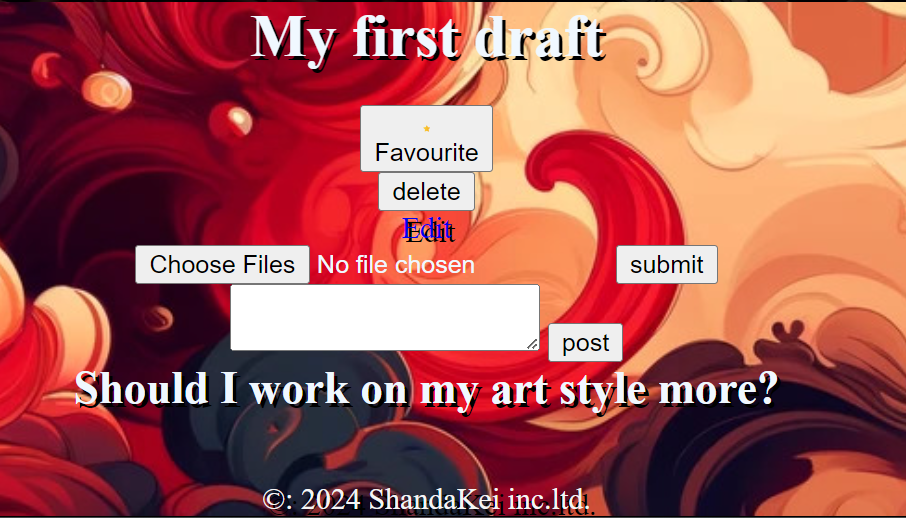 My first draft
Favourite
delete
Edit
Choose Files No file chosen submit
post
Should I work on my art style more?
©: 2024 ShandaKei inc.ltd.